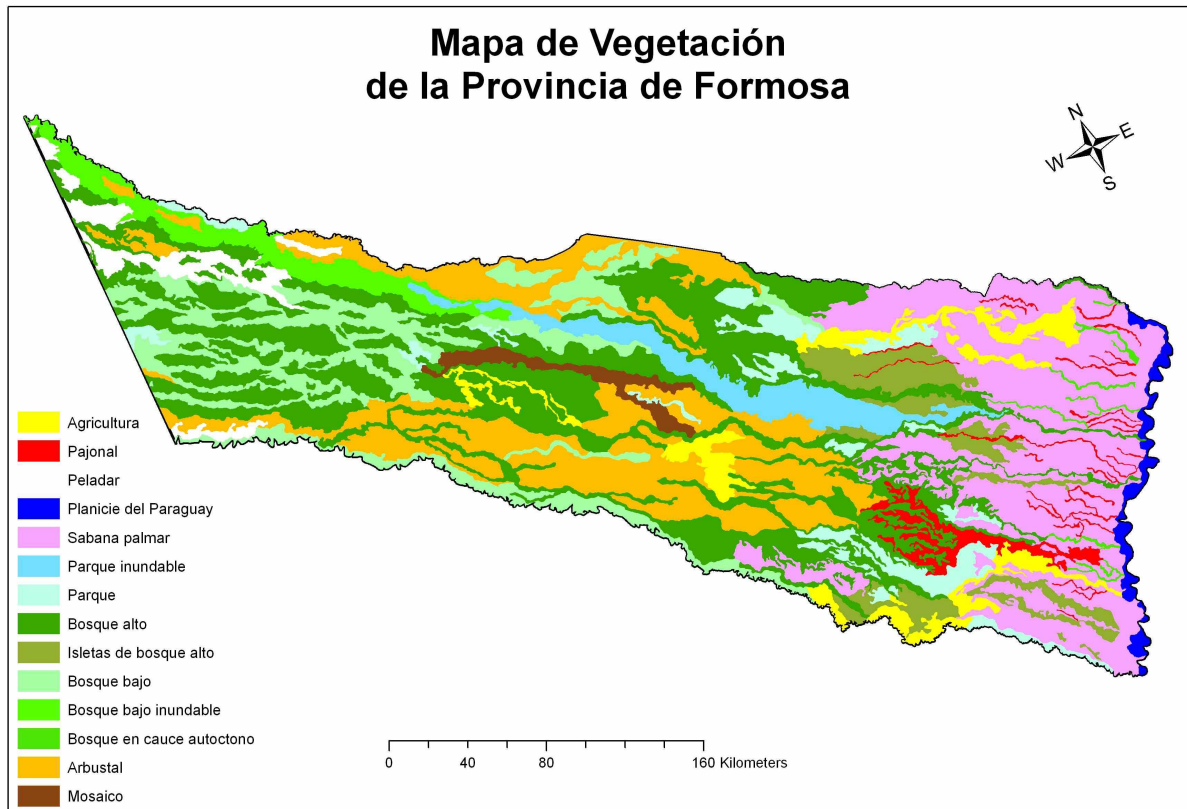 Mapa de Vegetación
de la Provincia de Formosa
N
E
W
S
Agricultura
Pajonal
Peladar
Planicie del Paraguay
Sabana palmar
Parque inundable
Parque
Bosque alto
Isletas de bosque alto
Bosque bajo
Bosque bajo inundable
Bosque en cauce autoctono
Arbustal
Mosaico
0 40 80 160 Kilometers